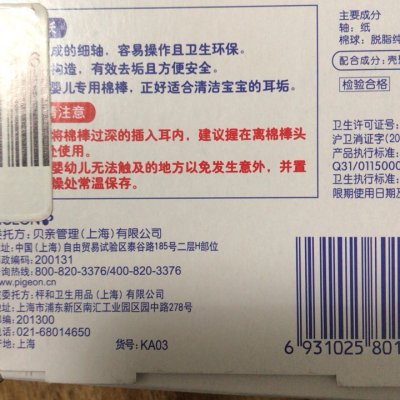 成的细轴，容易操作且卫生环保。
构造，有效去垢且方便安全。
婴儿专用棉棒，正好适合清洁宝宝的耳垢。
注意
将棉棒过深的插入耳内，建议握在离棉棒头
处使用。
婴幼儿无法触及的地方以免发生意外，并置
燥处常温保存。
主要成分
轴：纸
棉球：脱脂纯
配合成分：壳
检验合格
卫生许可证号：
沪卫消证字(20
产品执行标准:
Q31/0115000
卫生执行标准:
限期使用日期及
托方：贝亲管理(上海)有限公司
址：中国(上海)自由贸易试验区泰谷路185号二层H部位
政编码：200131
询热线：800-820-3376/400-820-3376
www.pigeon.cn
委托方：枰和卫生用品(上海)有限公司
址：上海市浦东新区南汇工业园区园中路278号
编：201300
电话：021-68014650
产地：上海
货号：KA03
6 931025 801